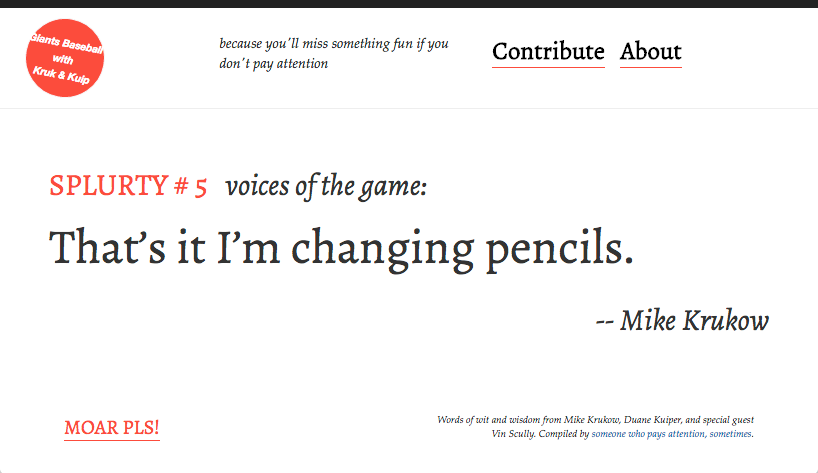 Giants Baseball
with
Kruk & Kuip
because you'll miss something fun if you
don't pay attention
Contribute About
SPLURTY # 5 voices of the game:
That's it I'm changing pencils.
-- Mike Krukow
MOAR PLS!
Words of wit and wisdom from Mike Krukow, Duane Kuiper, and special guest
Vin Scully. Compiled by someone who pays attention, sometimes.